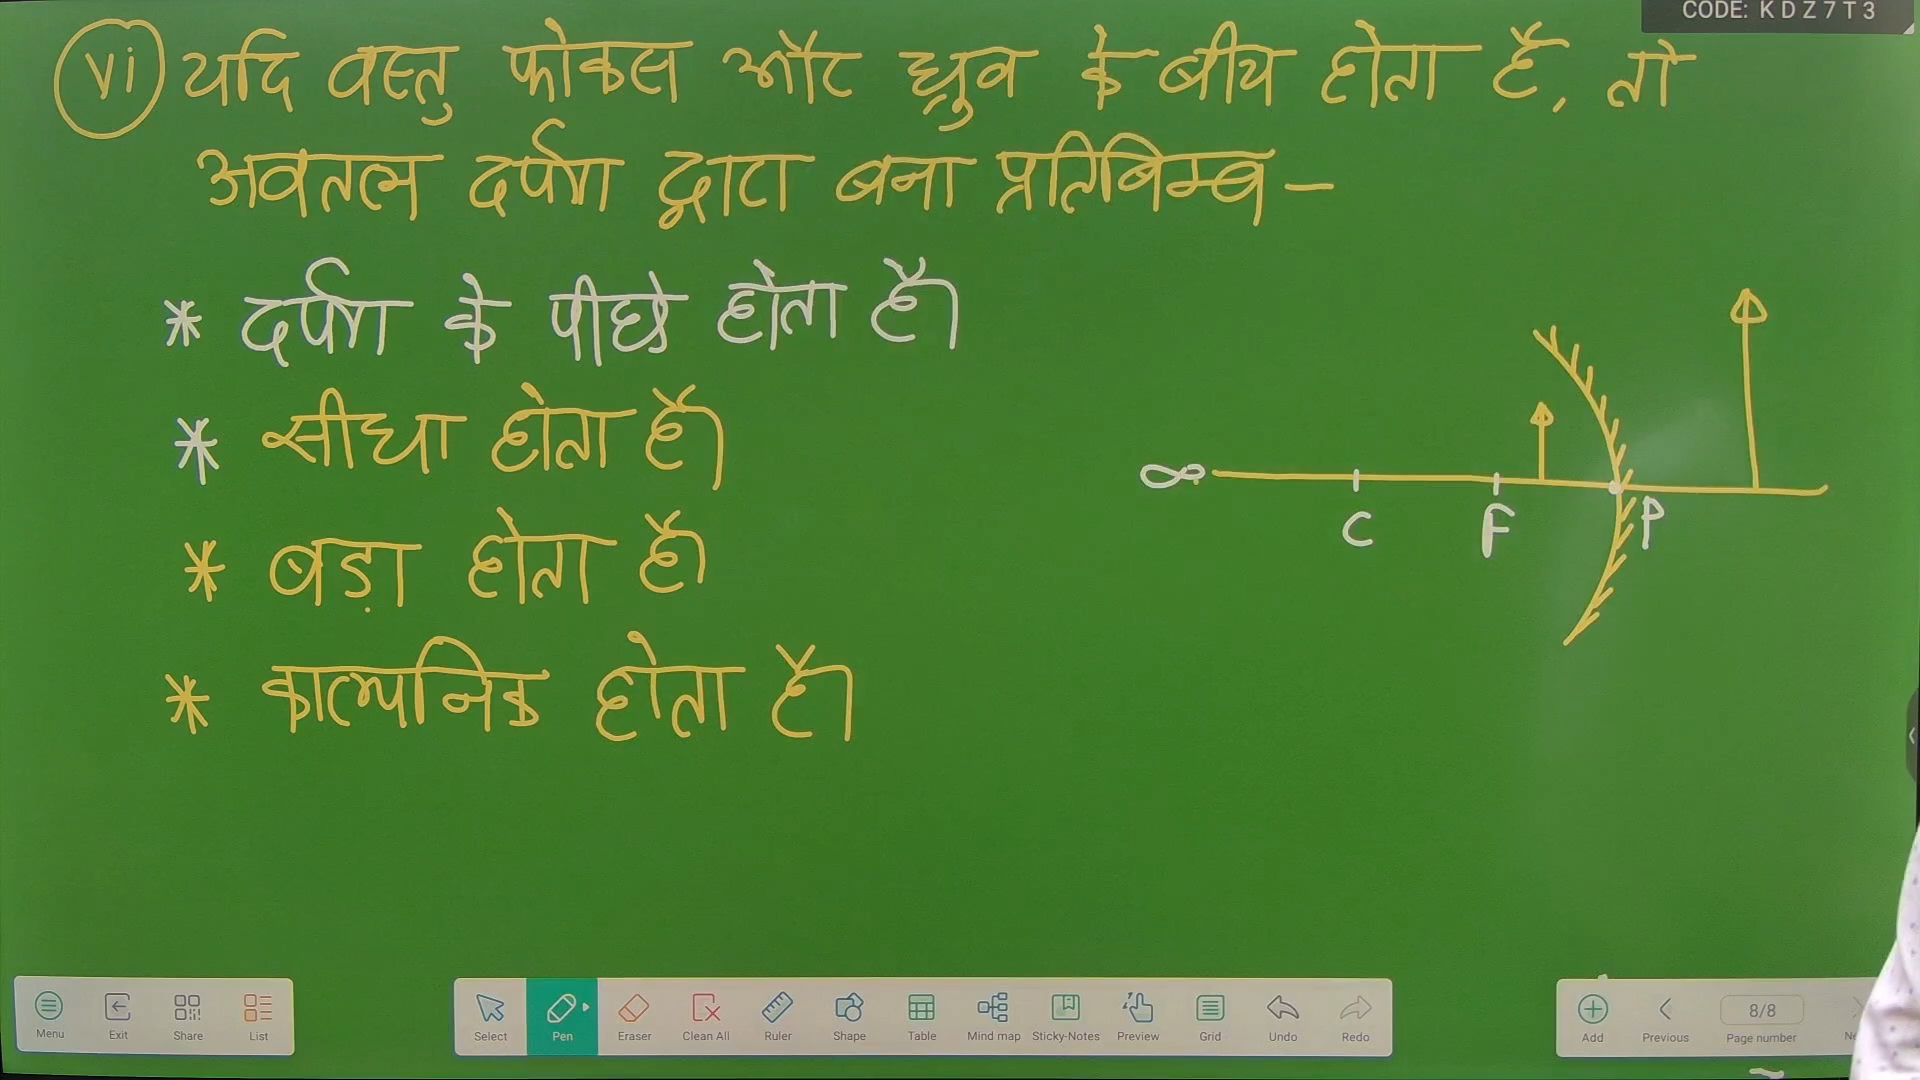 CODE: K D Z 7 T 3
(vi) यदि वस्तु फोकस और ध्रुव के बीच होता है, तो
अवतल दर्पण द्वारा बना प्रतिबिम्ब –
* दर्पण के पीछे होता है।
* सीधा होता है।
* बड़ा होता है।
* काल्पनिक होता है।
∞ C F P
Menu Exit Share List
Select Pen Eraser Clean All Ruler Shape Table Mind map Sticky-Notes Preview Grid Undo Redo
8/8
Add Previous Page number